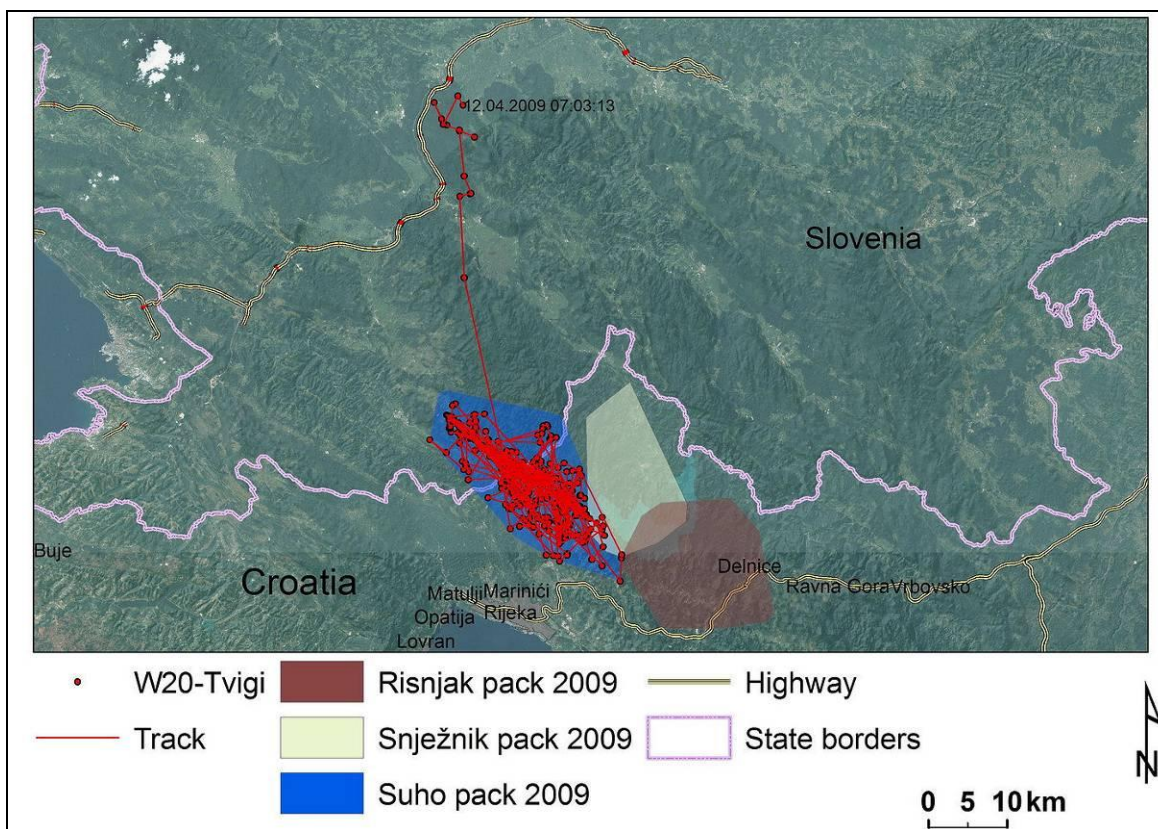 12.04.2009 07:03:13
Slovenia
Buje
Croatia
Delnice
Ravna Gora
Vrbovsko
Matulji
Marinići
Opatija
Rijeka
Lovran
W20-Tvigi
Risnjak pack 2009
Highway
Track
Snježnik pack 2009
State borders
Suho pack 2009
N
0 5 10 km